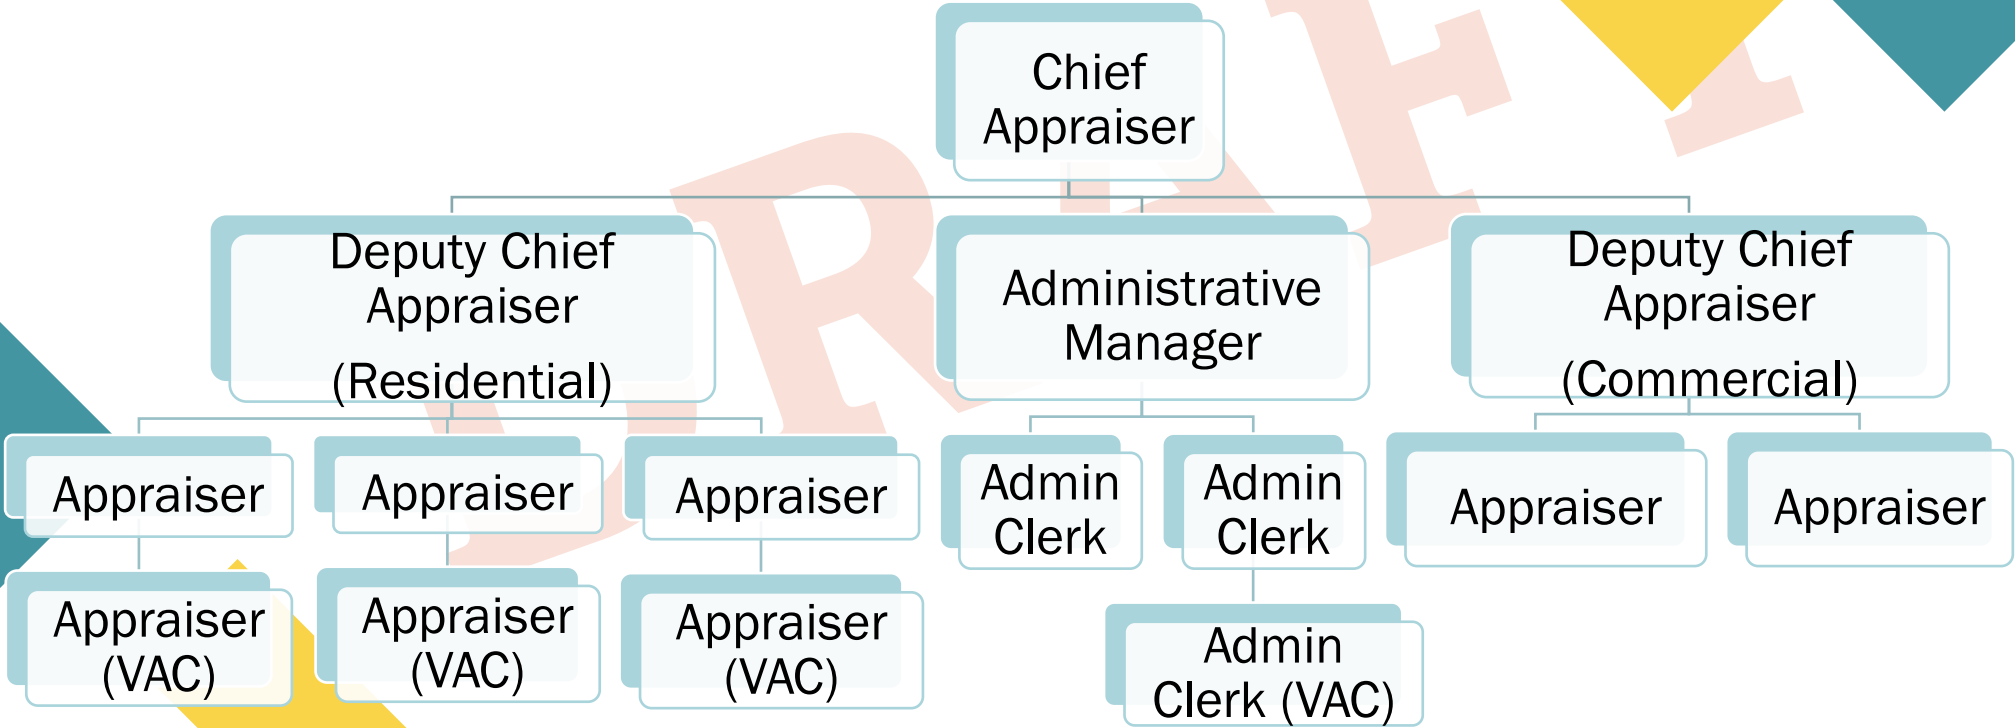 DRAFT
Chief
Appraiser
Deputy Chief
Appraiser
(Residential)
Administrative
Manager
Deputy Chief
Appraiser
(Commercial)
Appraiser
Appraiser
Appraiser
Admin
Clerk
Admin
Clerk
Appraiser
Appraiser
Appraiser
(VAC)
Appraiser
(VAC)
Appraiser
(VAC)
Admin
Clerk (VAC)